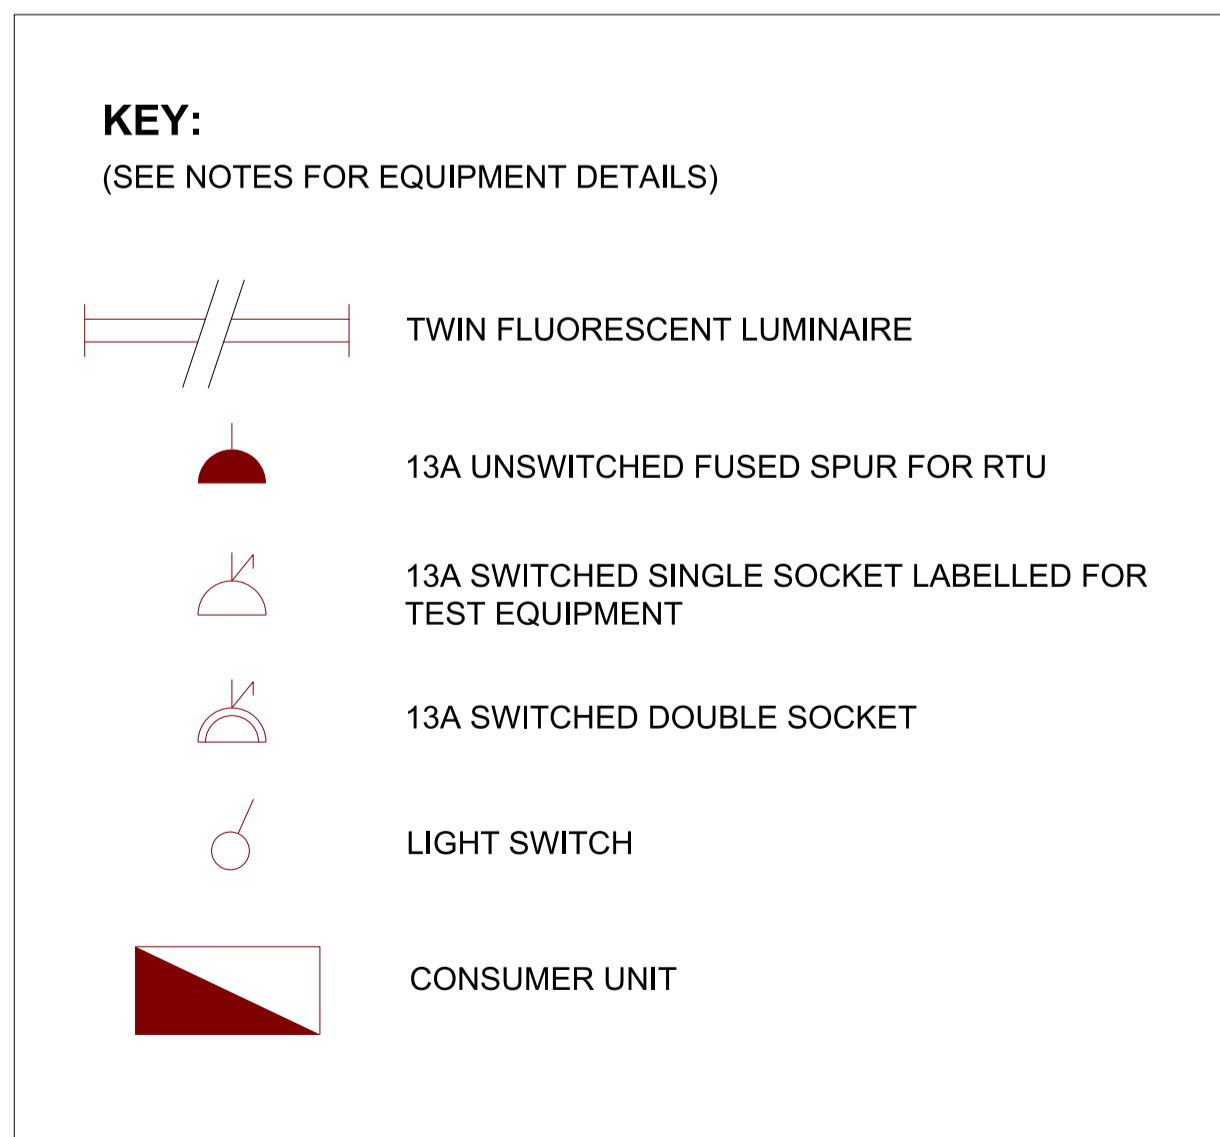 KEY:
(SEE NOTES FOR EQUIPMENT DETAILS)
TWIN FLUORESCENT LUMINAIRE
13A UNSWITCHED FUSED SPUR FOR RTU
13A SWITCHED SINGLE SOCKET LABELLED FOR
TEST EQUIPMENT
13A SWITCHED DOUBLE SOCKET
LIGHT SWITCH
CONSUMER UNIT